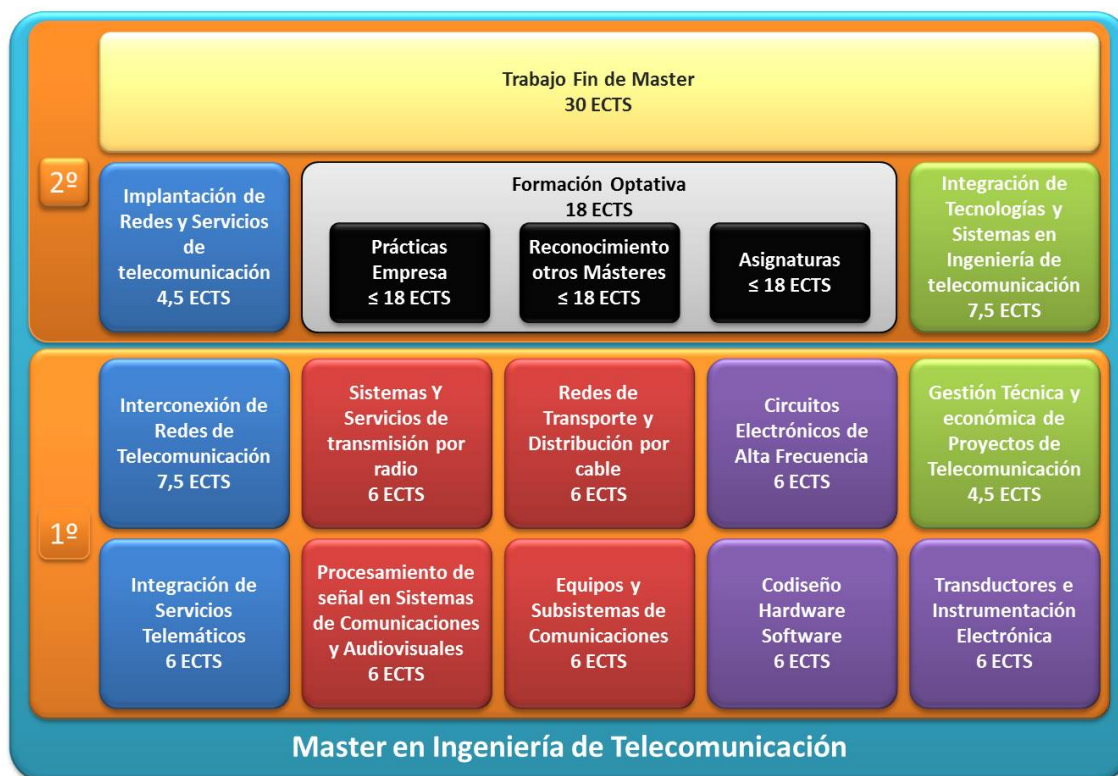 Trabajo Fin de Master
30 ECTS
2º
Implantación de
Redes y Servicios
de
telecomunicación
4,5 ECTS
Formación Optativa
18 ECTS
Prácticas
Empresa
≤ 18 ECTS
Reconocimiento
otros Másteres
≤ 18 ECTS
Asignaturas
≤ 18 ECTS
Integración de
Tecnologías y
Sistemas en
Ingeniería de
telecomunicación
7,5 ECTS
1º
Interconexión de
Redes de
Telecomunicación
7,5 ECTS
Sistemas Y
Servicios de
transmisión por
radio
6 ECTS
Redes de
Transporte y
Distribución por
cable
6 ECTS
Circuitos
Electrónicos de
Alta Frecuencia
6 ECTS
Gestión Técnica y
económica de
Proyectos de
Telecomunicación
4,5 ECTS
Integración de
Servicios
Telemáticos
6 ECTS
Procesamiento de
señal en Sistemas
de Comunicaciones
y Audiovisuales
6 ECTS
Equipos y
Subsistemas de
Comunicaciones
6 ECTS
Codiseño
Hardware
Software
6 ECTS
Transductores e
Instrumentación
Electrónica
6 ECTS
Master en Ingeniería de Telecomunicación